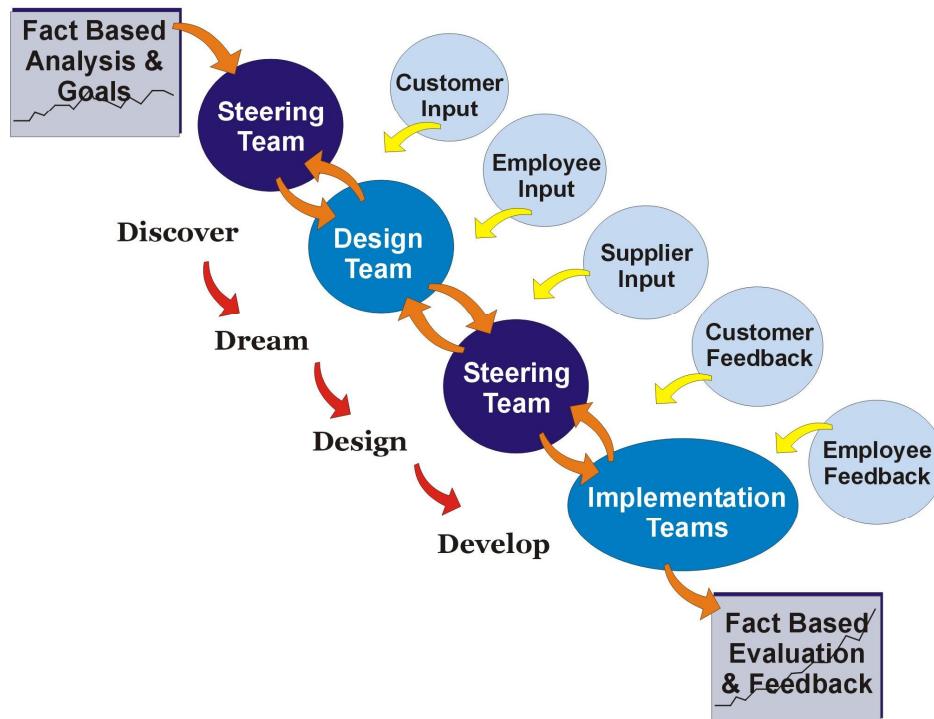 Fact Based
Analysis &
Goals
Steering
Team
Customer
Input
Employee
Input
Discover
Design
Team
Supplier
Input
Dream
Customer
Feedback
Steering
Team
Design
Employee
Feedback
Implementation
Teams
Develop
Fact Based
Evaluation
& Feedback